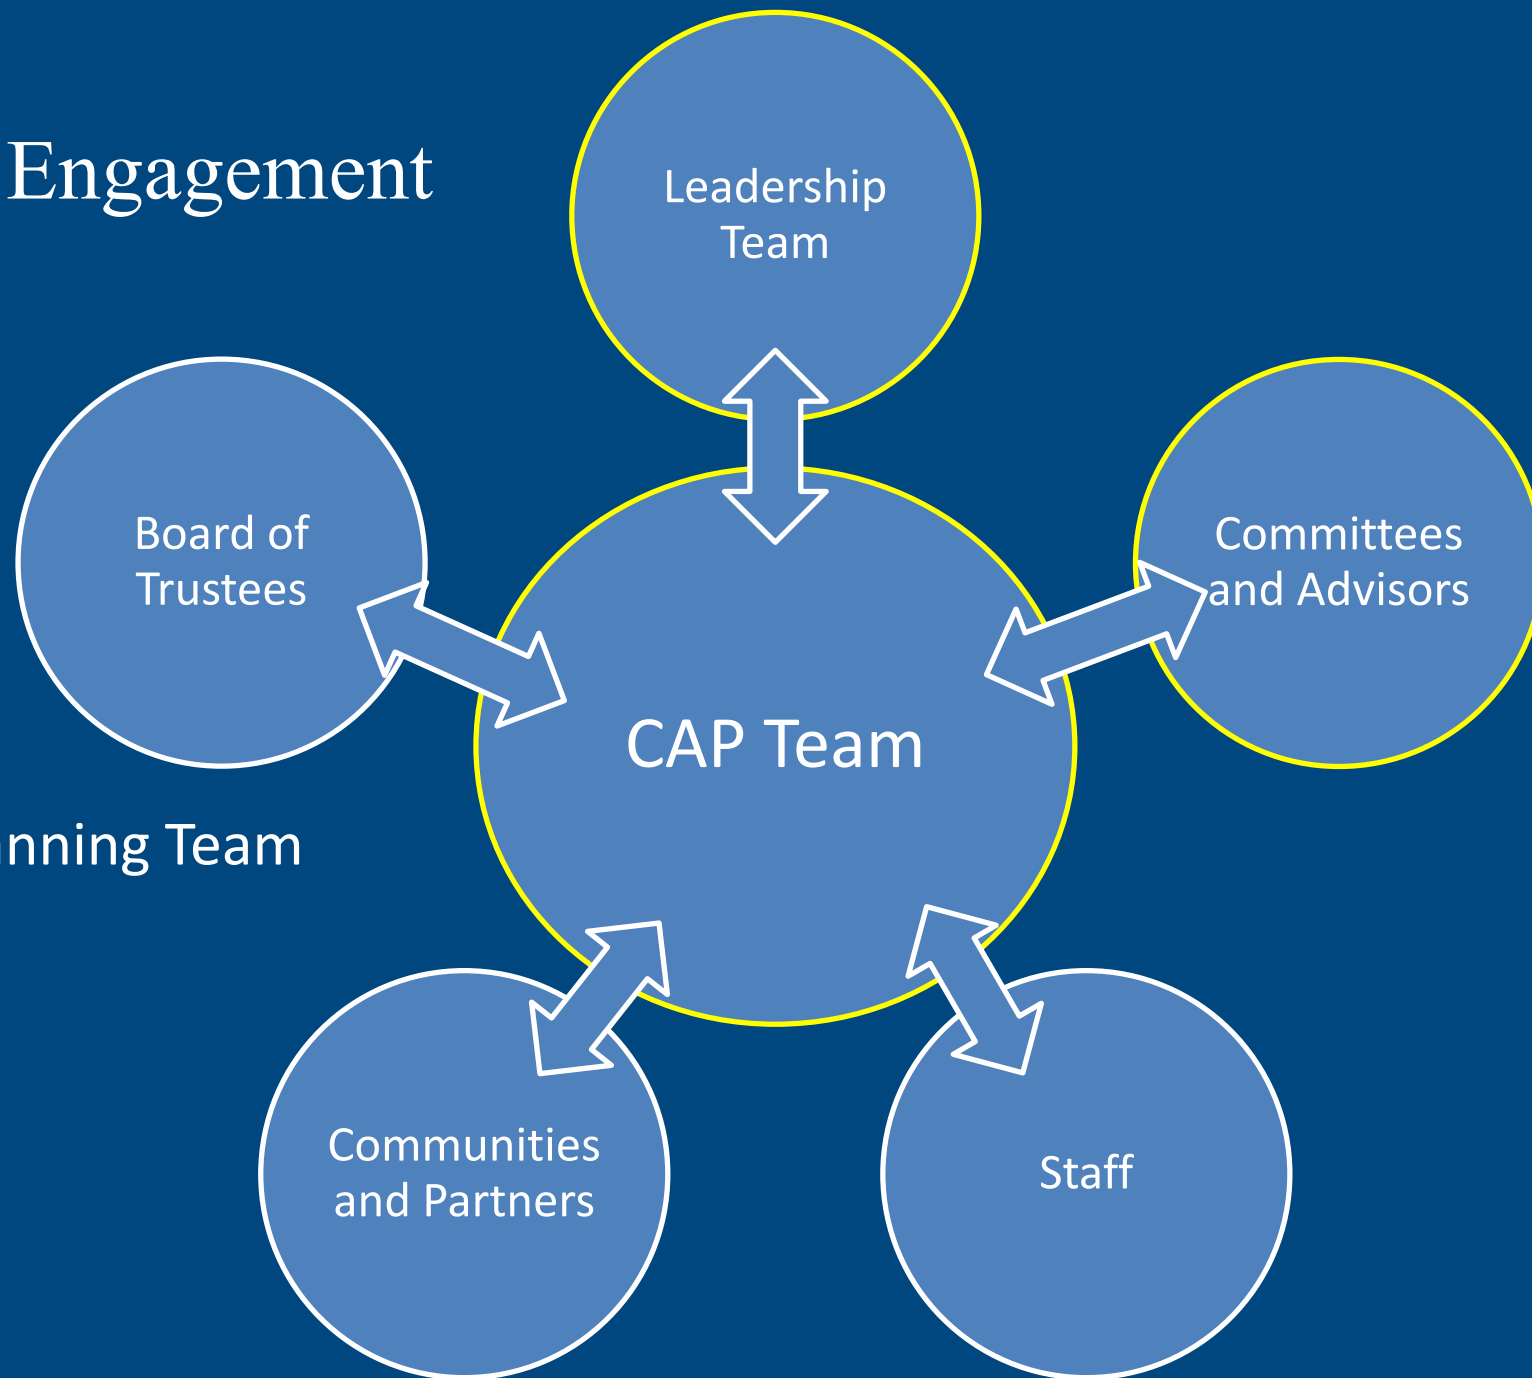 Engagement
Leadership
Team
Board of
Trustees
Committees
and Advisors
CAP Team
nning Team
Communities
and Partners
Staff